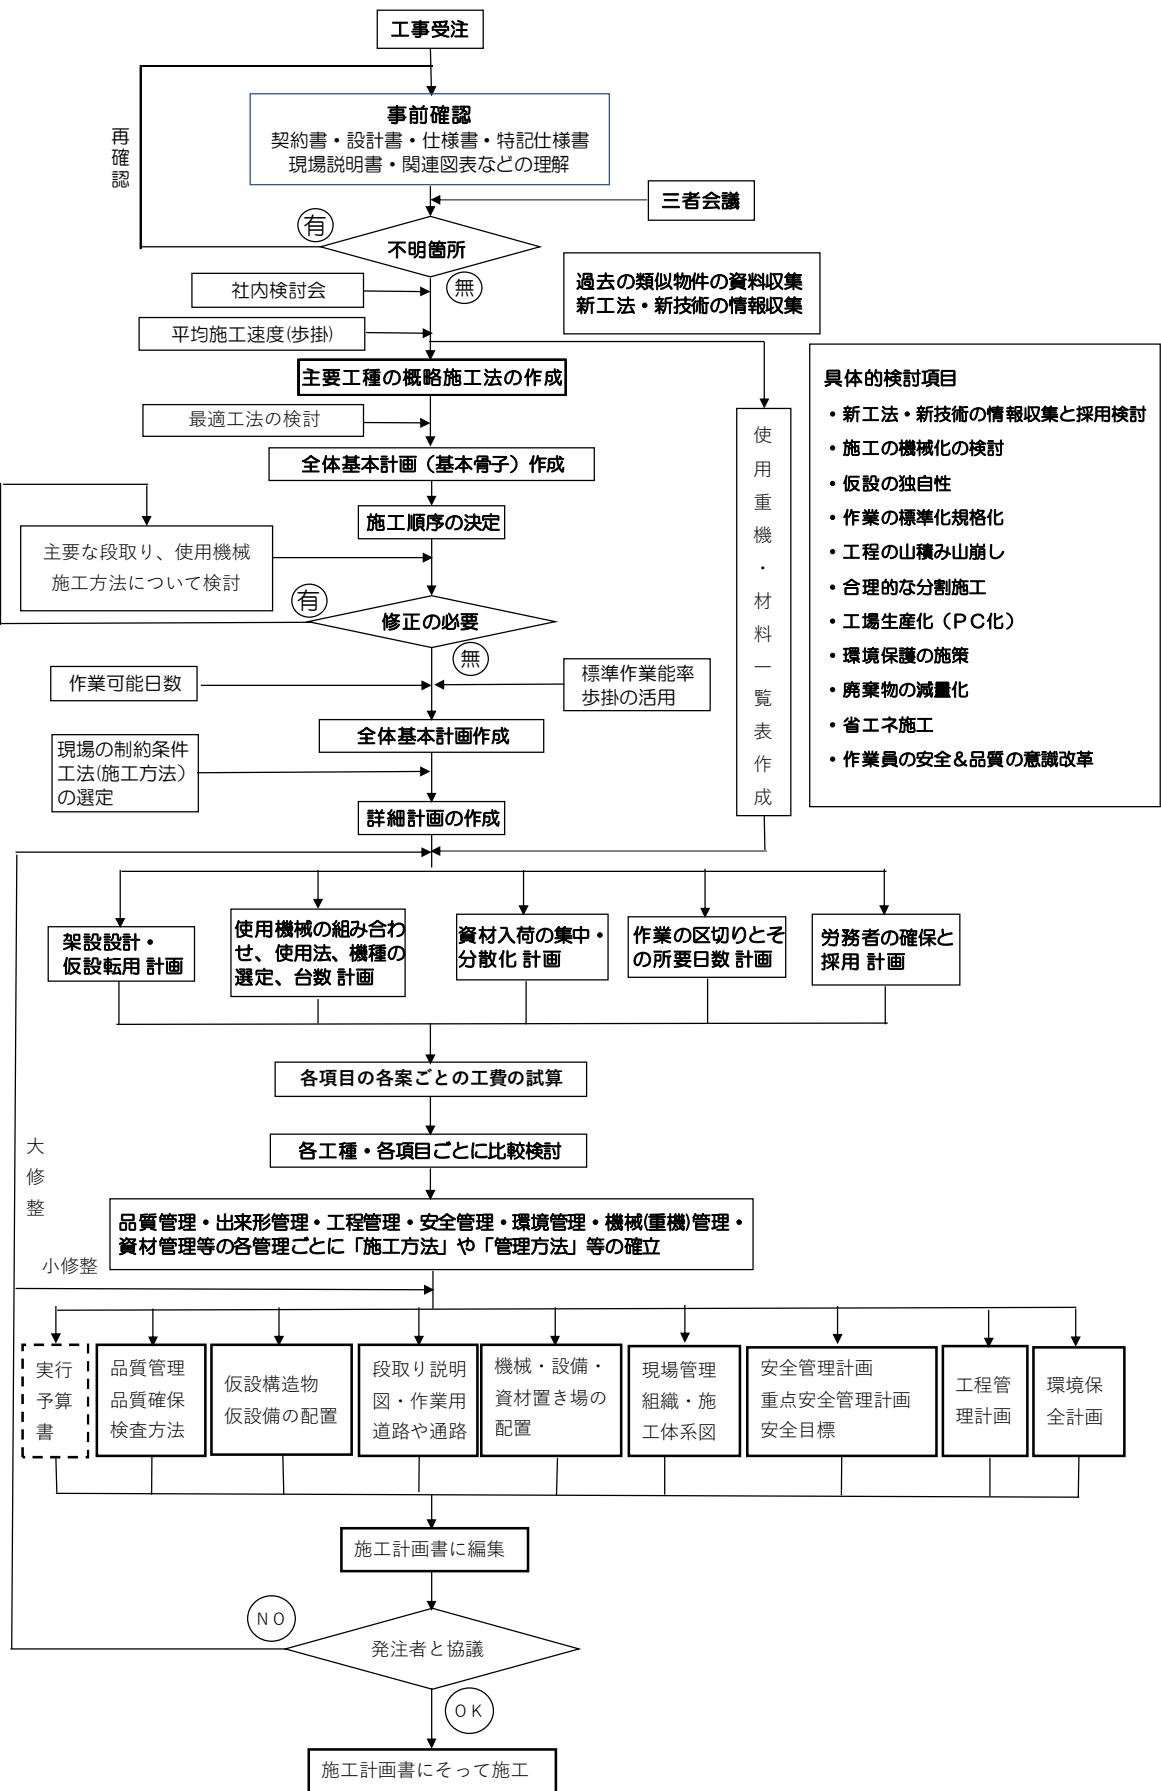 工事受注
事前確認
契約書・設計書・仕様書・特記仕様書
現場説明書・関連図表などの理解
再確認
三者会議
有
不明箇所
無
社内検討会
過去の類似物件の資料収集
新工法・新技術の情報収集
平均施工速度(歩掛)
主要工種の概略施工法の作成
最適工法の検討
全体基本計画（基本骨子）作成
施工順序の決定
主要な段取り、使用機械
施工方法について検討
有
修正の必要
無
作業可能日数
標準作業能率
歩掛の活用
全体基本計画作成
現場の制約条件
工法(施工方法）
の選定
詳細計画の作成
使用重機・材料一覧表作成
具体的検討項目
・新工法・新技術の情報収集と採用検討
・施工の機械化の検討
・仮設の独自性
・作業の標準化規格化
・工程の山積み山崩し
・合理的な分割施工
・工場生産化（ＰＣ化）
・環境保護の施策
・廃棄物の減量化
・省エネ施工
・作業員の安全＆品質の意識改革
架設設計・
仮設転用 計画
使用機械の組み合わ
せ、使用法、機種の
選定、台数 計画
資材入荷の集中・
分散化 計画
作業の区切りとそ
の所要日数 計画
労務者の確保と
採用 計画
各項目の各案ごとの工費の試算
各工種・各項目ごとに比較検討
大修整
品質管理・出来形管理・工程管理・安全管理・環境管理・機械(重機)管理・
資材管理等の各管理ごとに「施工方法」や「管理方法」等の確立
小修整
実行
予算
書
品質管理
品質確保
検査方法
仮設構造物
仮設備の配置
段取り説明
図・作業用
道路や通路
機械・設備・
資材置き場の
配置
現場管理
組織・施
工体系図
安全管理計画
重点安全管理計画
安全目標
工程管
理計画
環境保
全計画
施工計画書に編集
ＮＯ
発注者と協議
ＯＫ
施工計画書にそって施工